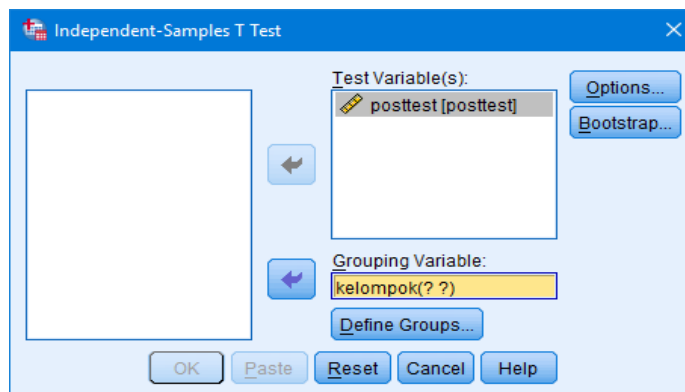 Independent-Samples T Test
Test Variable(s):
posttest [posttest]
Options...
Bootstrap...
Grouping Variable:
kelompok(? ?)
Define Groups...
OK Paste Reset Cancel Help